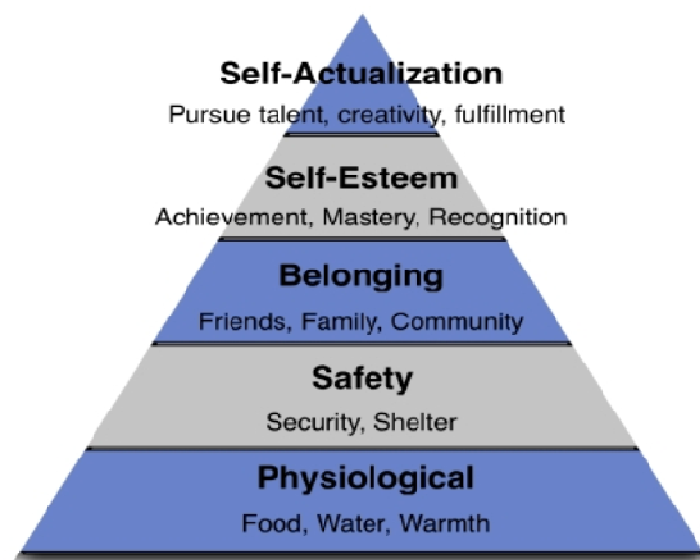 Self-Actualization
Pursue talent, creativity, fulfillment
Self-Esteem
Achievement, Mastery, Recognition
Belonging
Friends, Family, Community
Safety
Security, Shelter
Physiological
Food, Water, Warmth